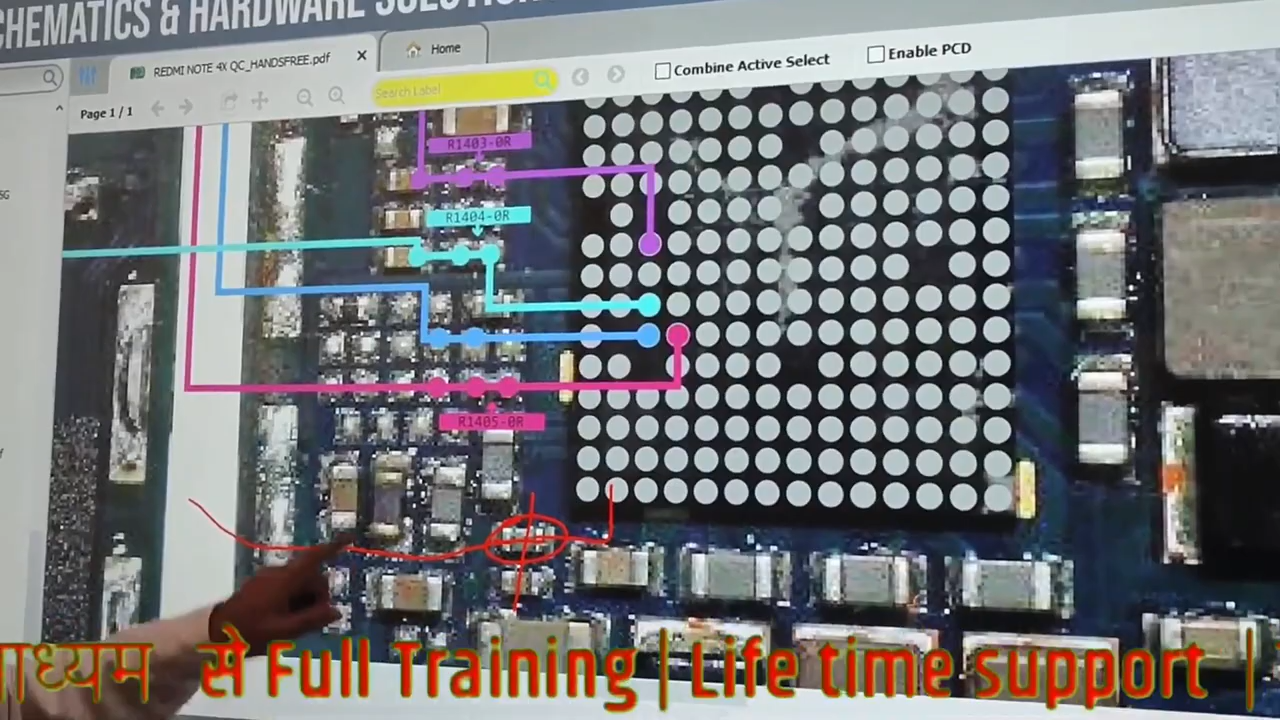 CHEMATICS & HARDWARE SOLUTION
REDMI NOTE 4X QC_HANDSFREE.pdf
Home
Page 1 / 1
Search Label
Combine Active Select
Enable PCD
R1403-0R
R1404-0R
R1405-0R
माध्यम से Full Training | Life time support |